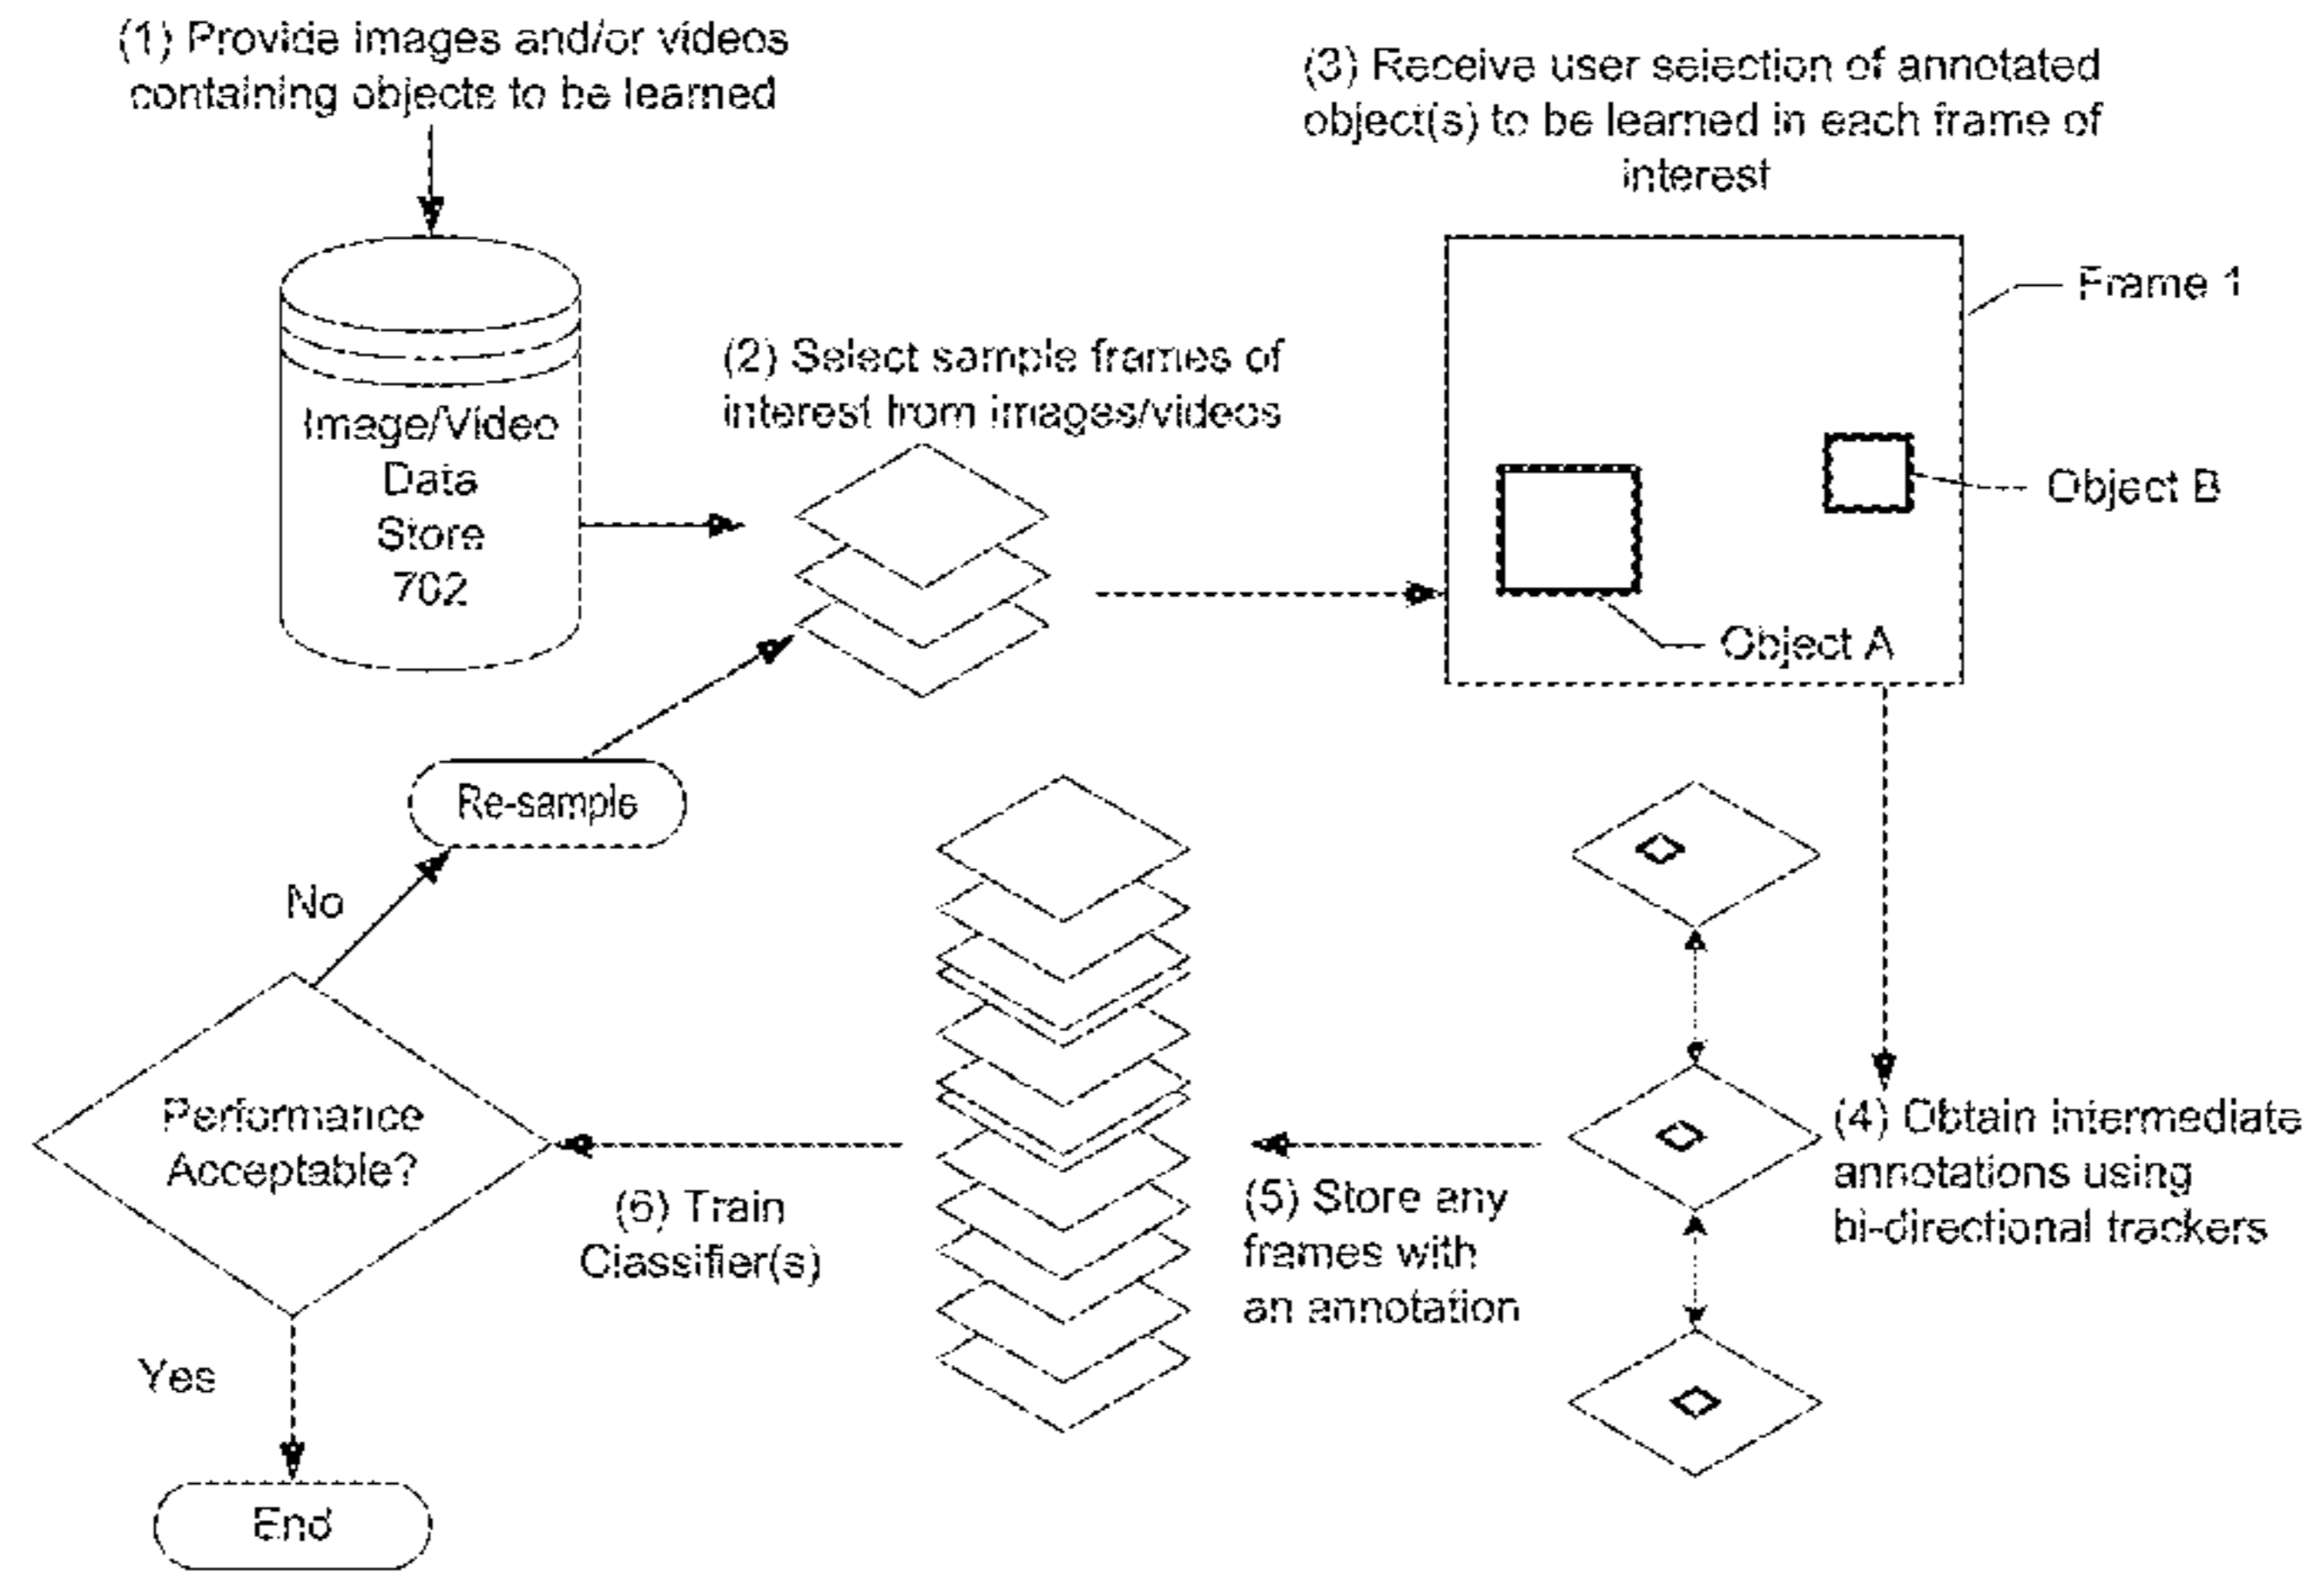 (1) Provide images and/or videos
containing objects to be learned
Image/Video
Data
Store
702
(2) Select sample frames of
interest from images/videos
(3) Receive user selection of annotated
object(s) to be learned in each frame of
interest
Frame 1
Object B
Object A
(4) Obtain intermediate
annotations using
bi-directional trackers
(5) Store any
frames with
an annotation
(6) Train
Classifier(s)
Performance
Acceptable?
No
Re-sample
Yes
End